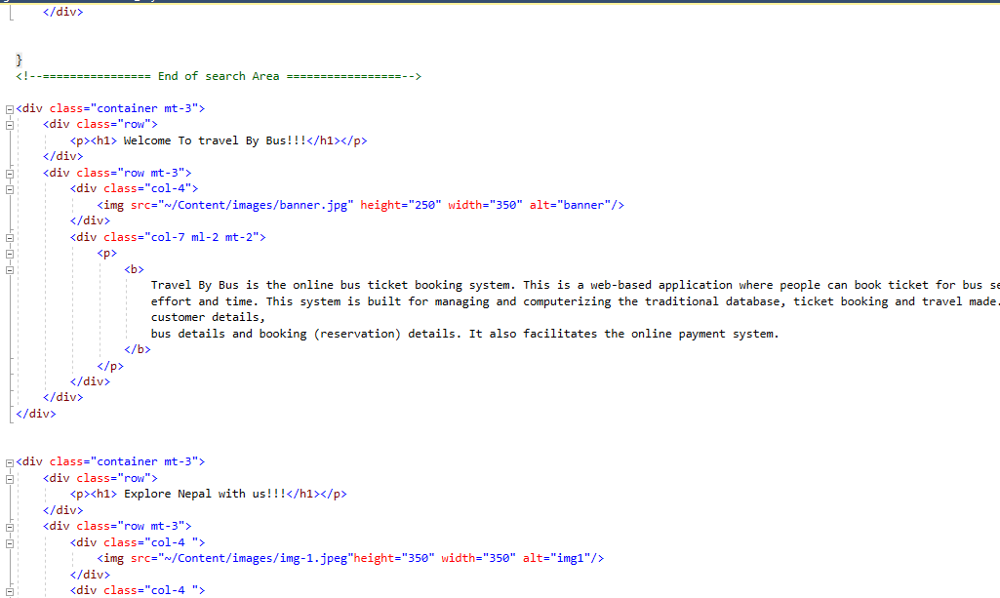 </div>
}
<!--================ End of search Area =================-->
<div class="container mt-3">
<div class="row">
<p><h1> Welcome To travel By Bus!!!</h1></p>
</div>
<div class="row mt-3">
<div class="col-4">
<img src="~/Content/images/banner.jpg" height="250" width="350" alt="banner"/>
</div>
<div class="col-7 ml-2 mt-2">
<p>
<b>
Travel By Bus is the online bus ticket booking system. This is a web-based application where people can book ticket for bus se
effort and time. This system is built for managing and computerizing the traditional database, ticket booking and travel made.
customer details,
bus details and booking (reservation) details. It also facilitates the online payment system.
</b>
</p>
</div>
</div>
</div>
<div class="container mt-3">
<div class="row">
<p><h1> Explore Nepal with us!!!</h1></p>
</div>
<div class="row mt-3">
<div class="col-4 ">
<img src="~/Content/images/img-1.jpeg"height="350" width="350" alt="img1"/>
</div>
<div class="col-4 ">